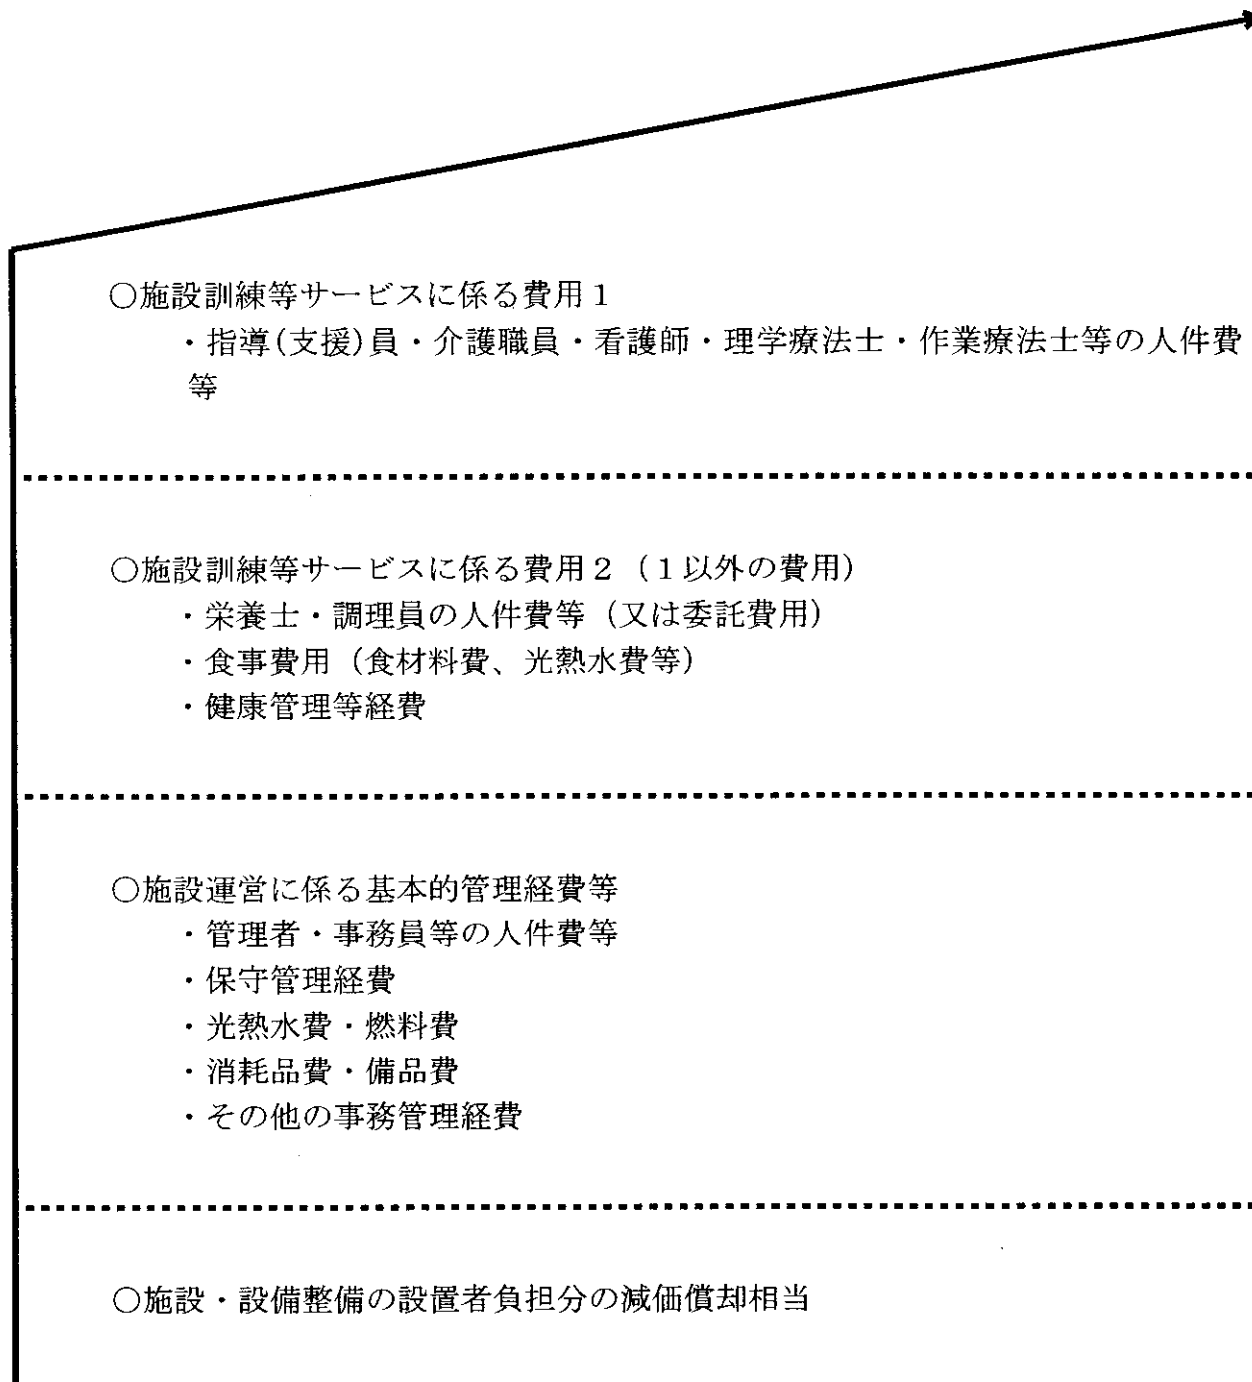 ○施設訓練等サービスに係る費用1
・指導(支援)員・介護職員・看護師・理学療法士・作業療法士等の人件費
等
○施設訓練等サービスに係る費用2（1以外の費用）
・栄養士・調理員の人件費等（又は委託費用）
・食事費用（食材料費、光熱水費等）
・健康管理等経費
○施設運営に係る基本的管理経費等
・管理者・事務員等の人件費等
・保守管理経費
・光熱水費・燃料費
・消耗品費・備品費
・その他の事務管理経費
○施設・設備整備の設置者負担分の減価償却相当